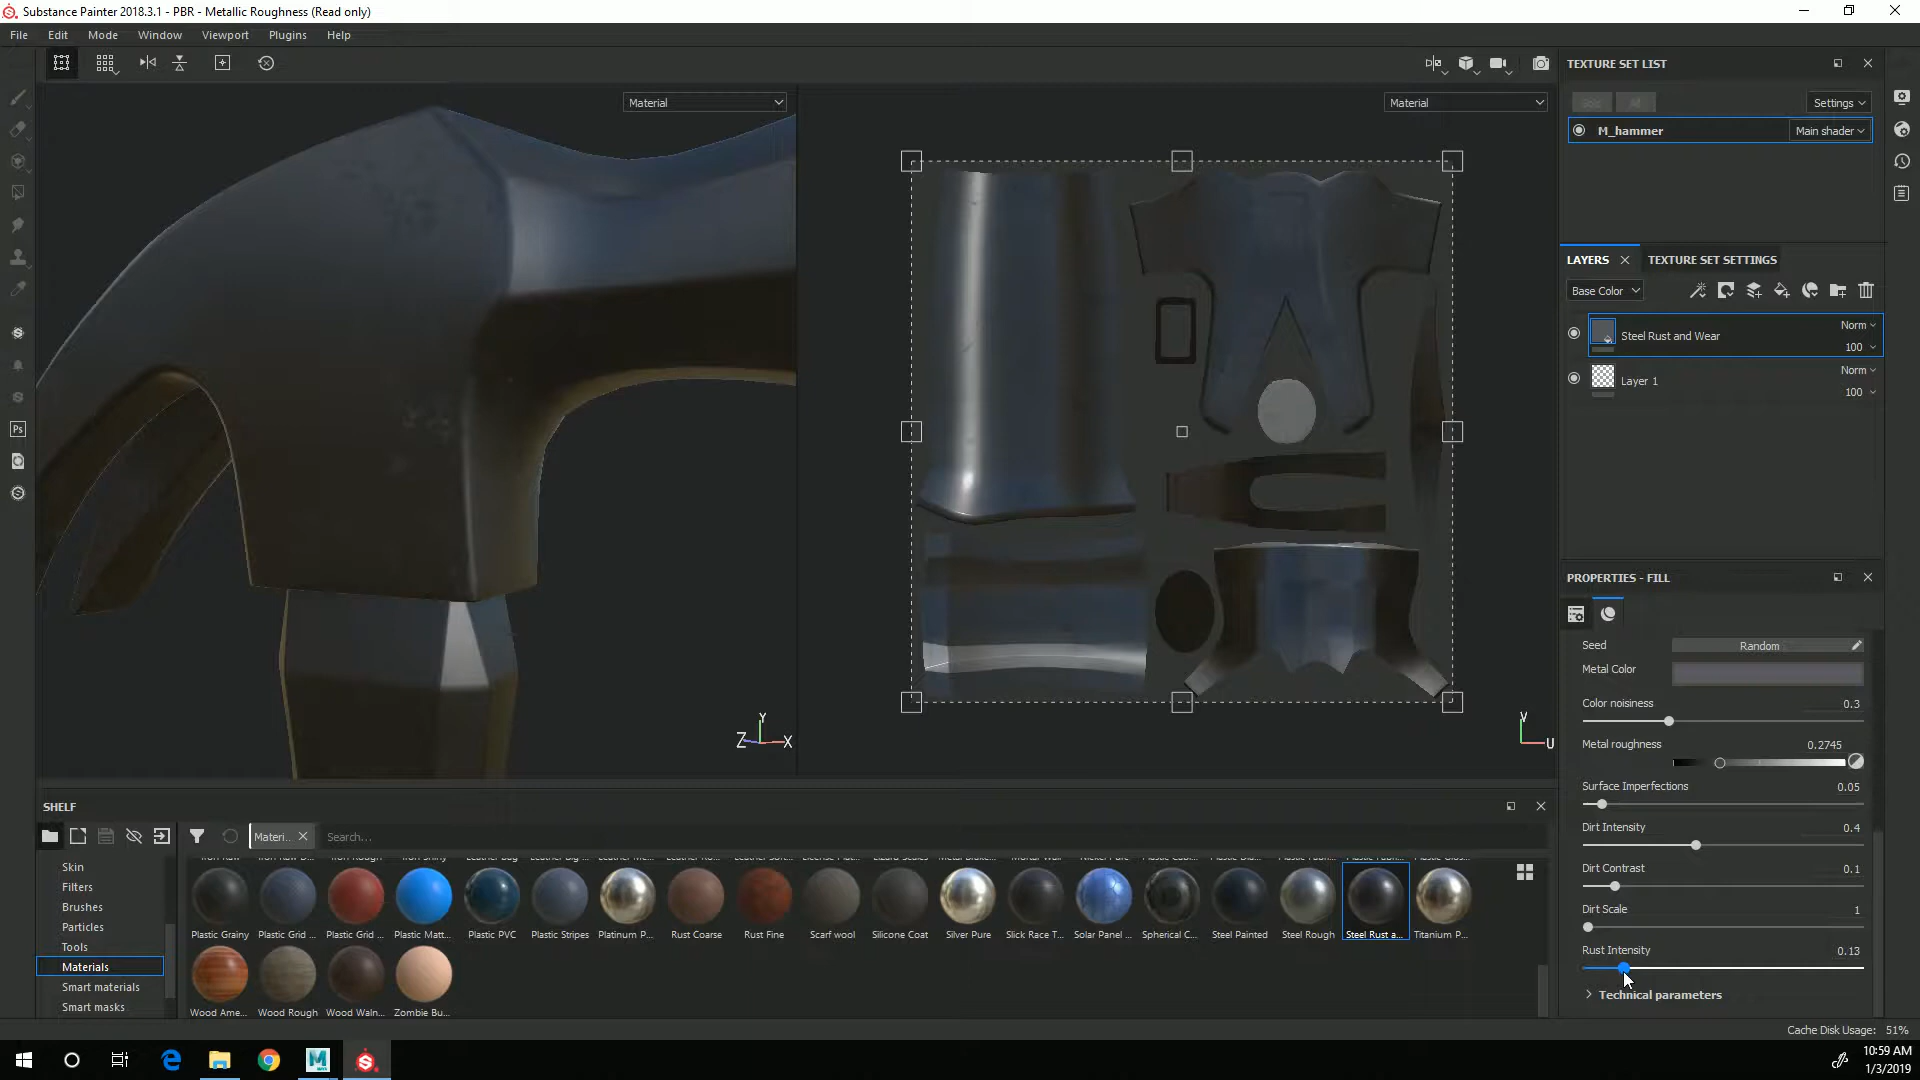 Substance Painter 2018.3.1 - PBR - Metallic Roughness (Read only)
File Edit Mode Window Viewport Plugins Help
Material
Material
TEXTURE SET LIST
All
Settings
M_hammer
Main shader
LAYERS
TEXTURE SET SETTINGS
Base Color
Steel Rust and Wear
Norm
100
Layer 1
Norm
100
PROPERTIES - FILL
Seed
Random
Metal Color
Color noisiness
0.3
Metal roughness
0.2745
Surface Imperfections
0.05
Dirt Intensity
0.4
Dirt Contrast
0.1
Dirt Scale
1
Rust Intensity
0.13
Technical parameters
Ps
Y
Z
X
V
U
SHELF
Materi...
Search...
Skin
Filters
Brushes
Particles
Tools
Materials
Smart materials
Smart masks
Plastic Grainy
Plastic Grid ...
Plastic Grid ...
Plastic Matt...
Plastic PVC
Plastic Stripes
Platinum P...
Rust Coarse
Rust Fine
Scarf wool
Silicone Coat
Silver Pure
Slick Race T...
Solar Panel ...
Spherical C...
Steel Painted
Steel Rough
Steel Rust a...
Titanium P...
Wood Ame...
Wood Rough
Wood Waln...
Zombie Bu...
Cache Disk Usage: 51%
10:59 AM
1/3/2019